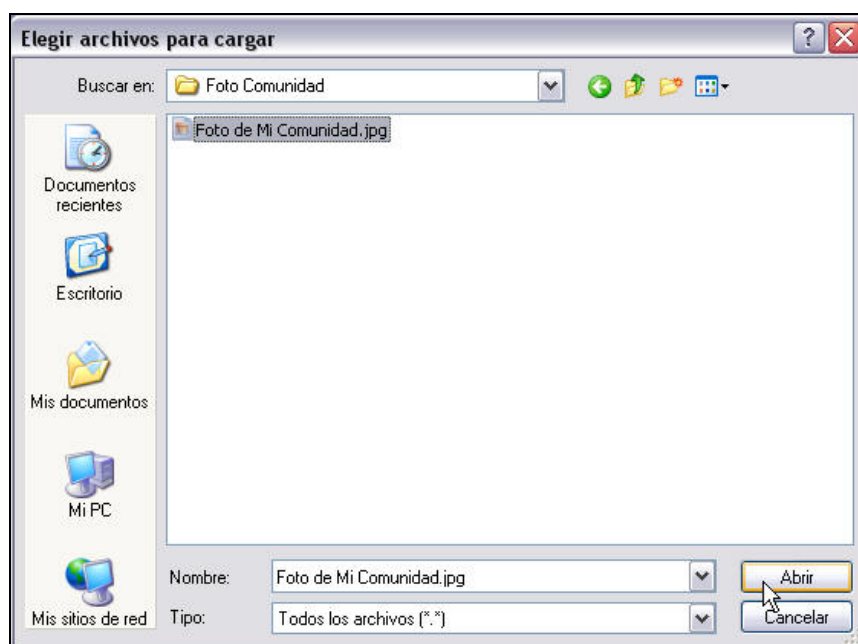 Elegir archivos para cargar
Buscar en:
Foto Comunidad
Foto de Mi Comunidad.jpg
Documentos
recientes
Escritorio
Mis documentos
Mi PC
Mis sitios de red
Nombre:
Foto de Mi Comunidad.jpg
Abrir
Tipo:
Todos los archivos (*.*)
Cancelar